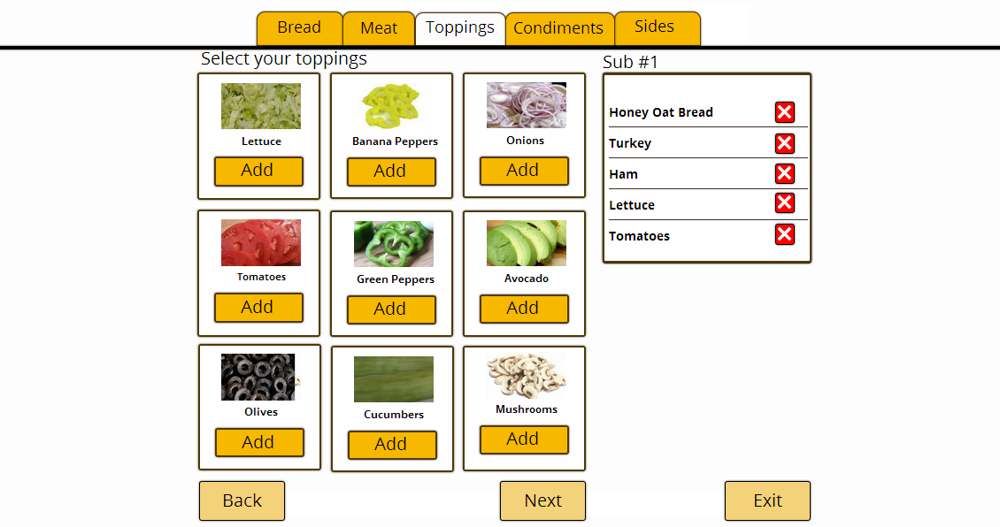 Bread
Meat
Toppings
Condiments
Sides
Select your toppings
Sub #1
Lettuce
Add
Banana Peppers
Add
Onions
Add
Tomatoes
Add
Green Peppers
Add
Avocado
Add
Olives
Add
Cucumbers
Add
Mushrooms
Add
Honey Oat Bread
Turkey
Ham
Lettuce
Tomatoes
Back
Next
Exit